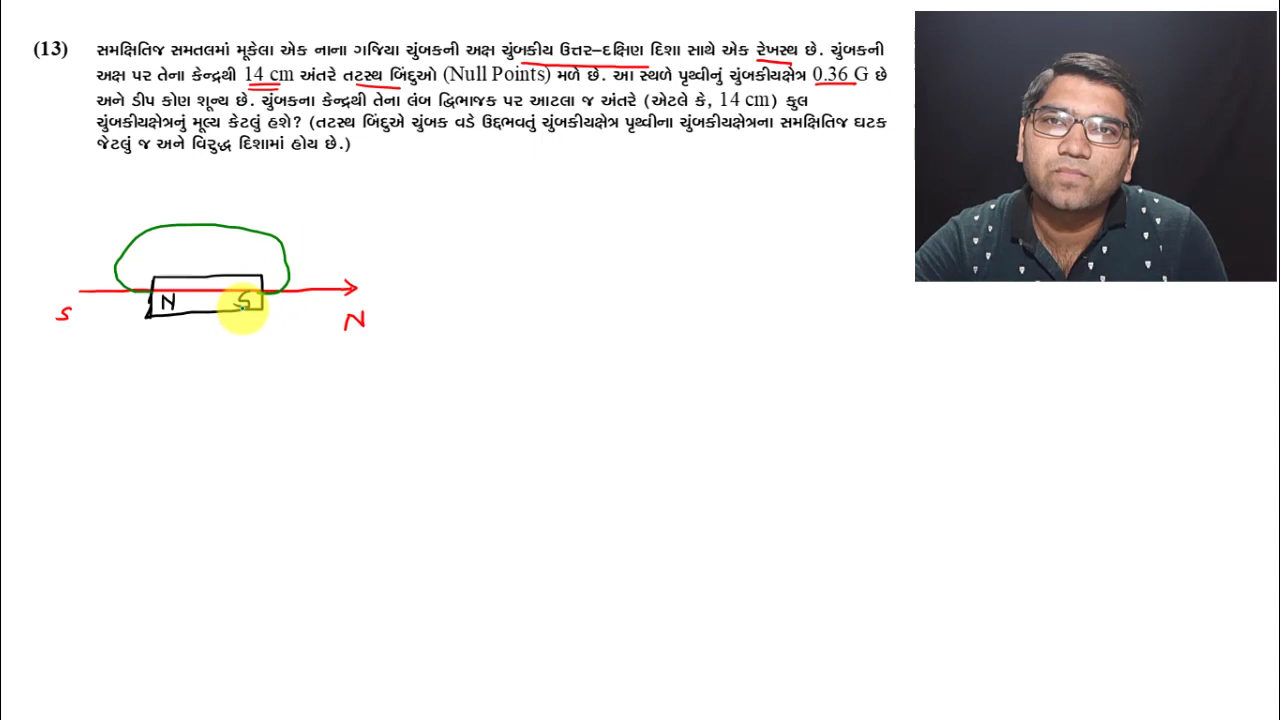 (13) સમક્ષિતિજ સમતલમાં મૂકેલા એક નાના ગજિયા ચુંબકની અક્ષ ચુંબકીય ઉત્તર–દક્ષિણ દિશા સાથે એક રેખસ્થ છે. ચુંબકની
અક્ષ પર તેના કેન્દ્રથી 14 cm અંતરે તટસ્થ બિંદુઓ (Null Points) મળે છે. આ સ્થળે પૃથ્વીનું ચુંબકીયક્ષેત્ર 0.36 G છે
અને ડીપ કોણ શૂન્ય છે. ચુંબકના કેન્દ્રથી તેના લંબ દ્વિભાજક પર આટલા જ અંતરે (એટલે કે, 14 cm) કુલ
ચુંબકીયક્ષેત્રનું મૂલ્ય કેટલું હશે? (તટસ્થ બિંદુએ ચુંબક વડે ઉદ્દભવતું ચુંબકીયક્ષેત્ર પૃથ્વીના ચુંબકીયક્ષેત્રના સમક્ષિતિજ ઘટક
જેટલું જ અને વિરુદ્ધ દિશામાં હોય છે.)
N S
S N